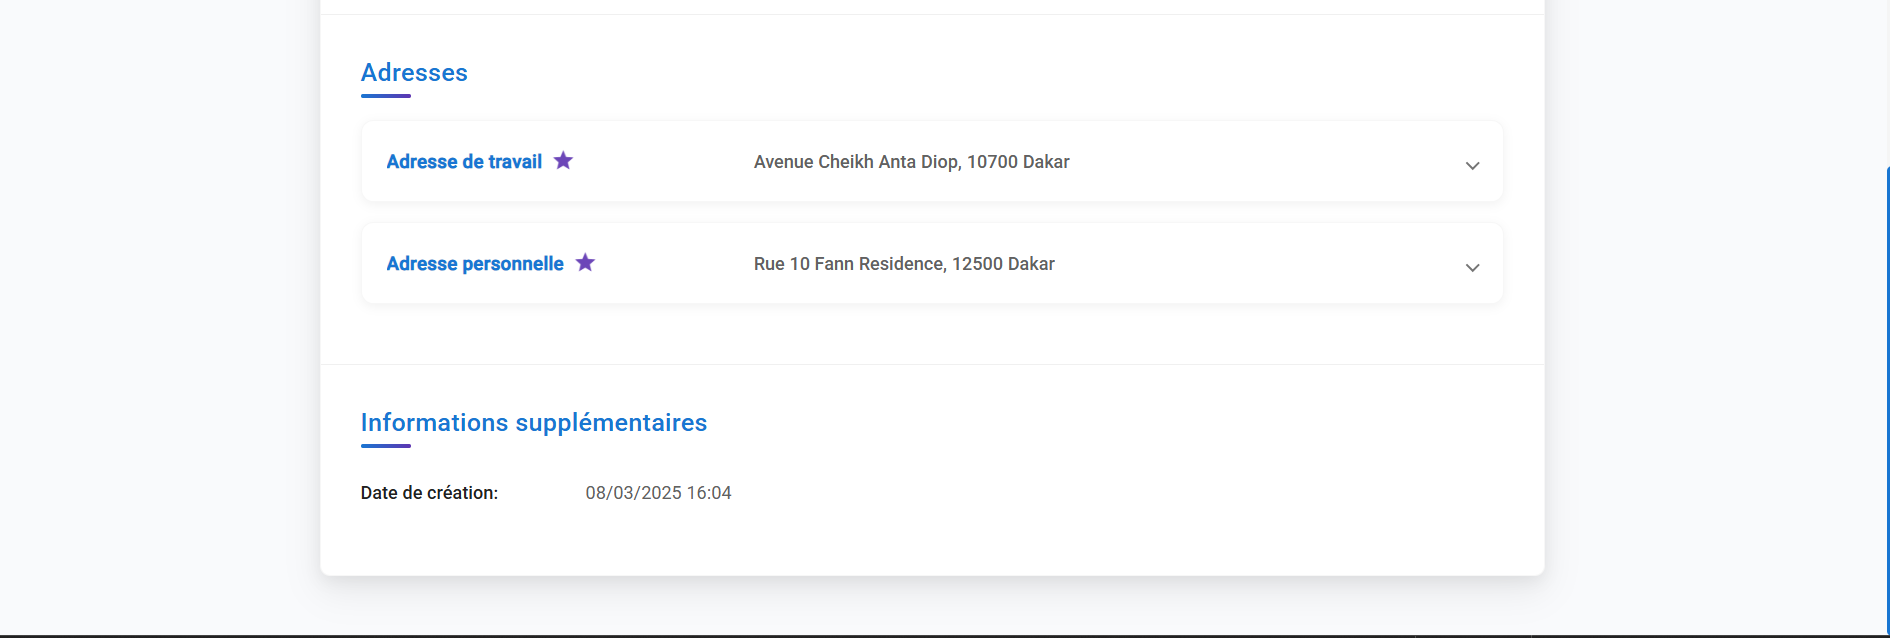 Adresses
Adresse de travail
Avenue Cheikh Anta Diop, 10700 Dakar
Adresse personnelle
Rue 10 Fann Residence, 12500 Dakar
Informations supplémentaires
Date de création: 08/03/2025 16:04